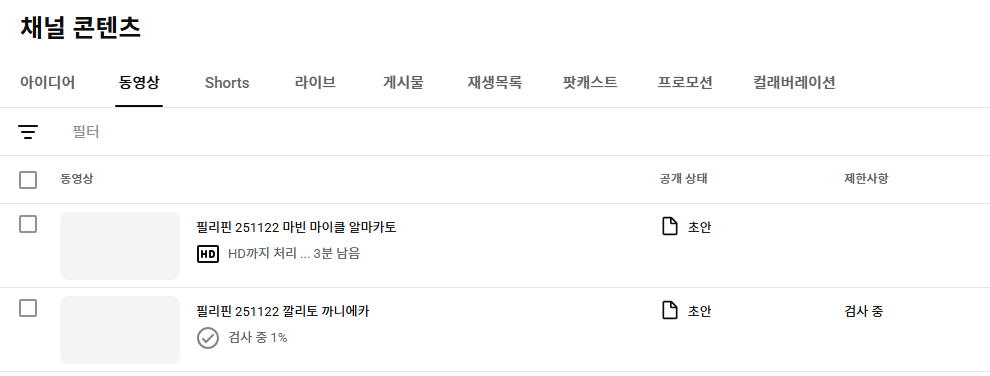 채널 콘텐츠
아이디어 동영상 Shorts 라이브 게시물 재생목록 팟캐스트 프로모션 컬래버레이션
필터
동영상 공개 상태 제한사항
필리핀 251122 마빈 마이클 알마카토 초안
HD HD까지 처리 ... 3분 남음
필리핀 251122 깔리토 까니에카 초안 검사 중
검사 중 1%